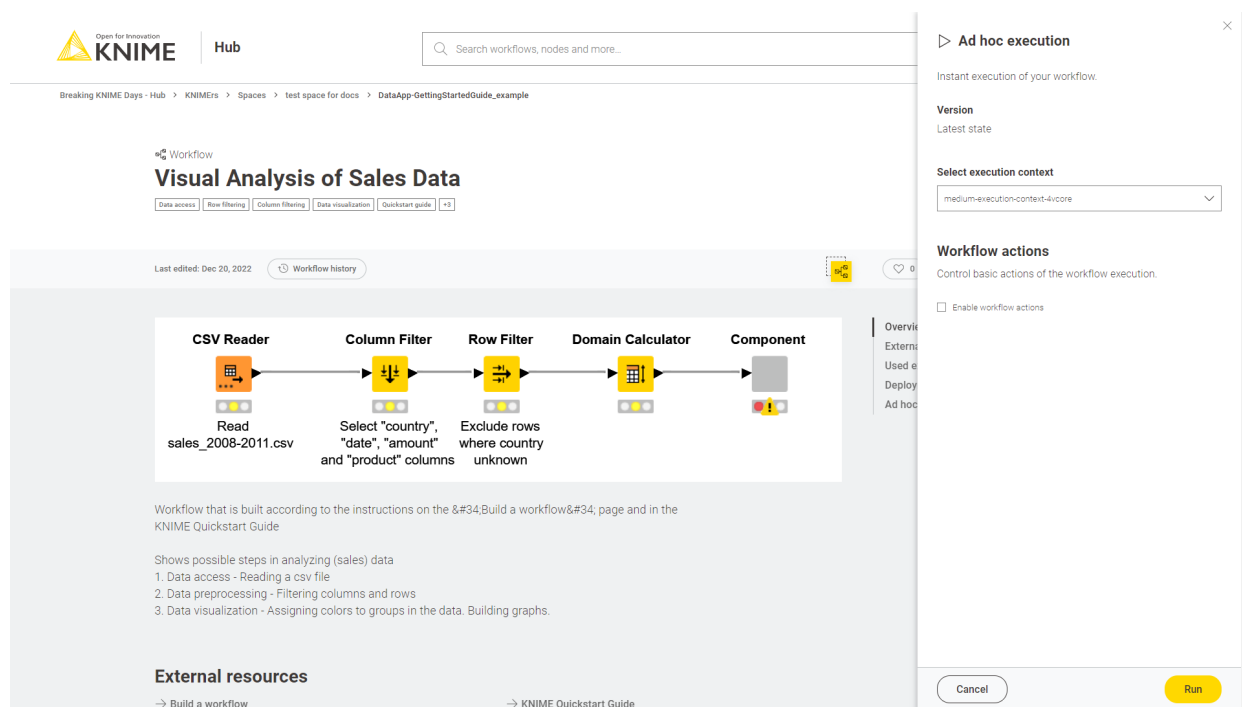 Open for Innovation
KNIME
Hub
Search workflows, nodes and more...
Breaking KNIME Days - Hub > KNIMErs > Spaces > test space for docs > DataApp-GettingStartedGuide_example
Workflow
Visual Analysis of Sales Data
Data access Row filtering Column filtering Data visualization Quickstart guide +3
Last edited: Dec 20, 2022 Workflow history 0
CSV Reader Column Filter Row Filter Domain Calculator Component
Read
sales_2008-2011.csv
Select "country",
"date", "amount"
and "product" columns
Exclude rows
where country
unknown
Overvie
Externa
Used e
Deploy
Ad hoc
Workflow that is built according to the instructions on the &#34;Build a workflow&#34; page and in the
KNIME Quickstart Guide
Shows possible steps in analyzing (sales) data
1. Data access - Reading a csv file
2. Data preprocessing - Filtering columns and rows
3. Data visualization - Assigning colors to groups in the data. Building graphs.
External resources
→ Build a workflow → KNIME Quickstart Guide
Ad hoc execution
Instant execution of your workflow.
Version
Latest state
Select execution context
medium-execution-context-4vcore
Workflow actions
Control basic actions of the workflow execution.
Enable workflow actions
Cancel Run